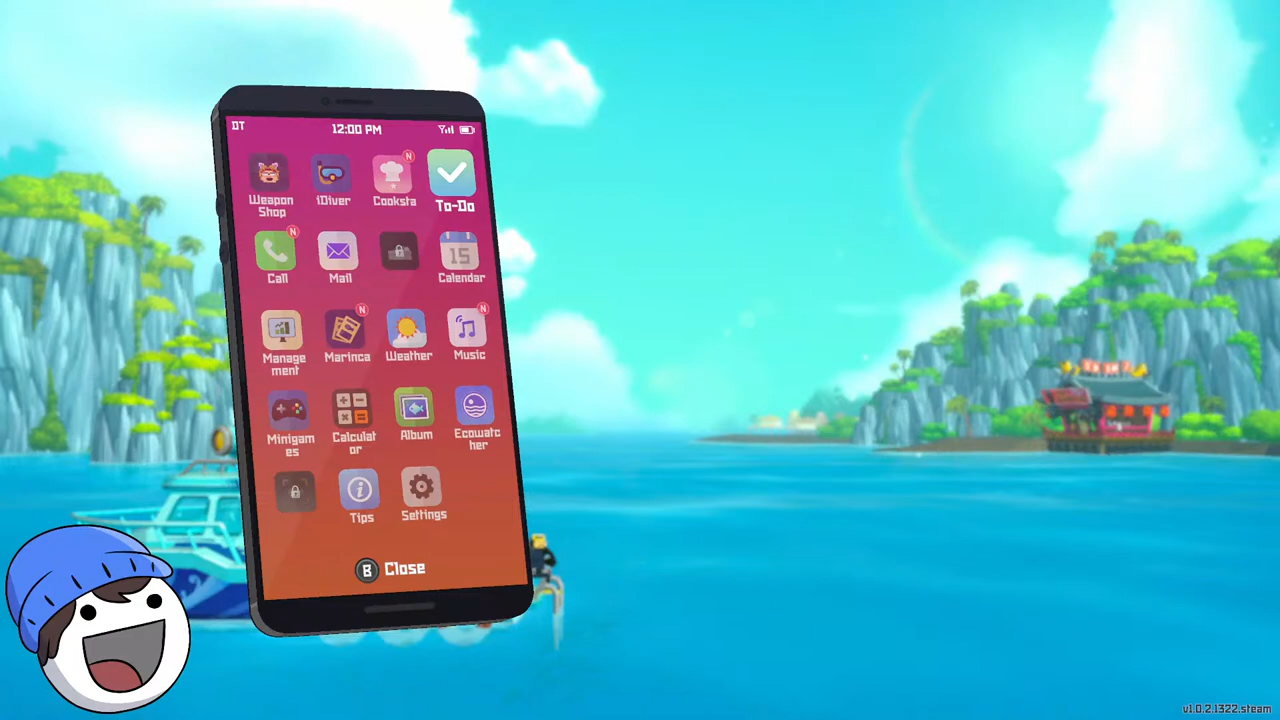 DT
12:00 PM
Weapon
Shop
iDiver
N
Cooksta
To-Do
N
Call
Mail
15
Calendar
Manage
ment
N
Marinca
Weather
N
Music
Minigam
es
Calculat
or
Album
Ecowatc
her
Tips
Settings
B Close
v1.0.2.1322.steam